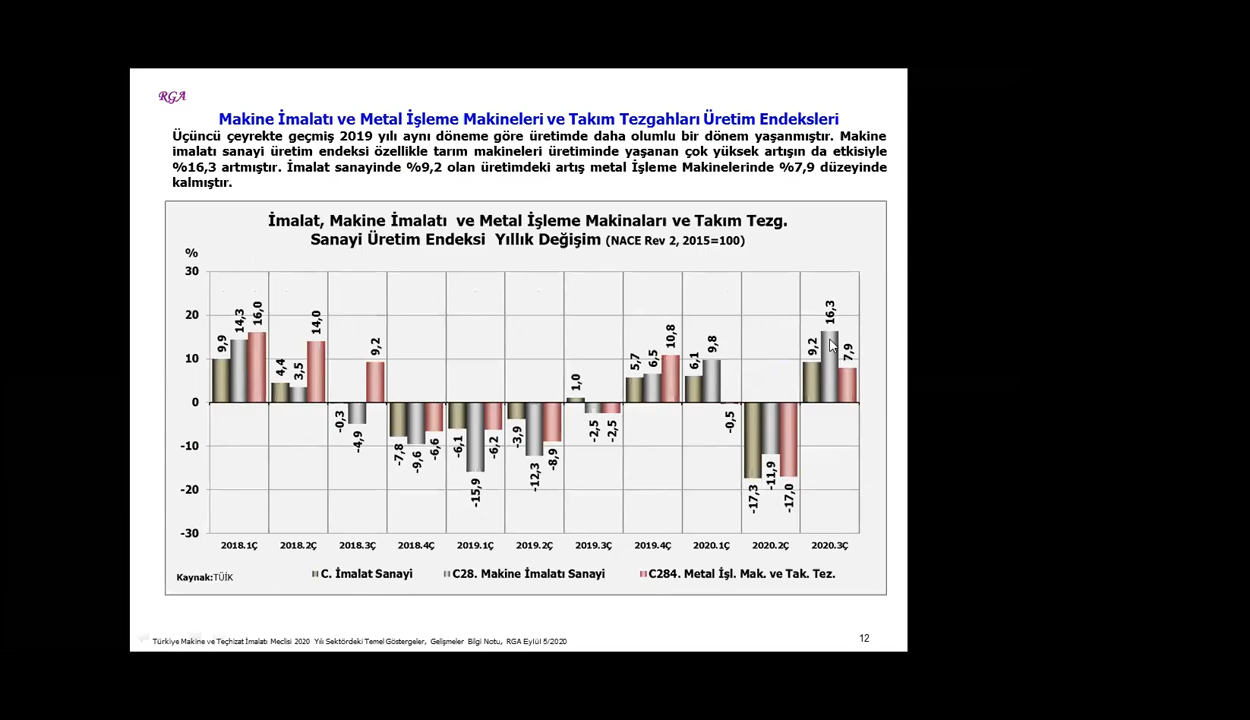 RGA
Makine İmalatı ve Metal İşleme Makineleri ve Takım Tezgahları Üretim Endeksleri
Üçüncü çeyrekte geçmiş 2019 yılı aynı döneme göre üretimde daha olumlu bir dönem yaşanmıştır. Makine
imalatı sanayi üretim endeksi özellikle tarım makineleri üretiminde yaşanan çok yüksek artışın da etkisiyle
%16,3 artmıştır. İmalat sanayinde %9,2 olan üretimdeki artış metal İşleme Makinelerinde %7,9 düzeyinde
kalmıştır.
İmalat, Makine İmalatı ve Metal İşleme Makinaları ve Takım Tezg.
Sanayi Üretim Endeksi Yıllık Değişim (NACE Rev 2, 2015=100)
%
30
20
10
0
-10
-20
-30
9,9 14,3 16,0
4,4 3,5 14,0
-0,3 -4,9 9,2
-7,8 -9,6 -6,6
-6,1 -15,9 -6,2
-3,9 -12,3 -8,9
1,0 -2,5 -2,5
5,7 6,5 10,8
6,1 9,8 -0,5
-17,3 -11,9 -17,0
9,2 16,3 7,9
2018.1Ç 2018.2Ç 2018.3Ç 2018.4Ç 2019.1Ç 2019.2Ç 2019.3Ç 2019.4Ç 2020.1Ç 2020.2Ç 2020.3Ç
C. İmalat Sanayi C28. Makine İmalatı Sanayi C284. Metal İşl. Mak. ve Tak. Tez.
Kaynak:TÜİK
Türkiye Makine ve Teçhizat İmalatı Meclisi 2020 Yılı Sektördeki Temel Göstergeler, Gelişmeler Bilgi Notu, RGA Eylül 5/2020
12